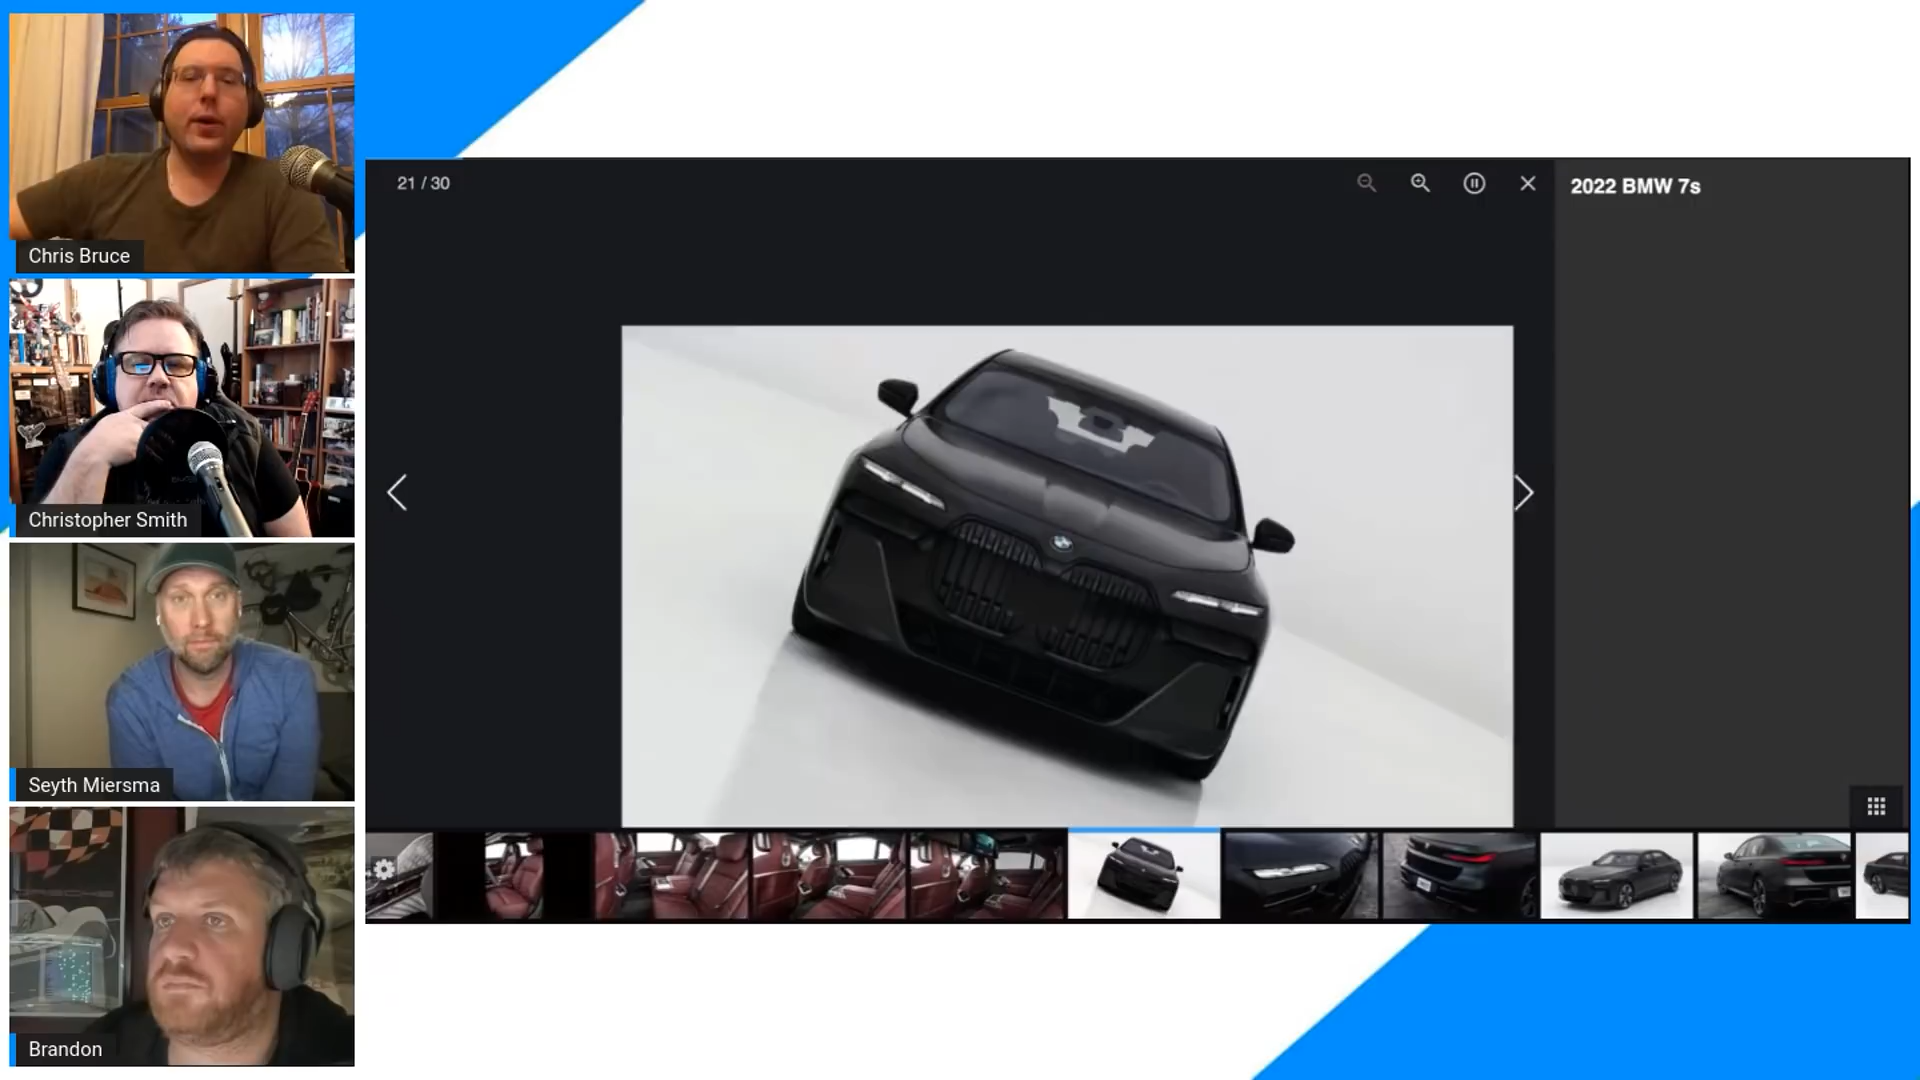 Chris Bruce
Christopher Smith
Seyth Miersma
Brandon
21 / 30
2022 BMW 7s